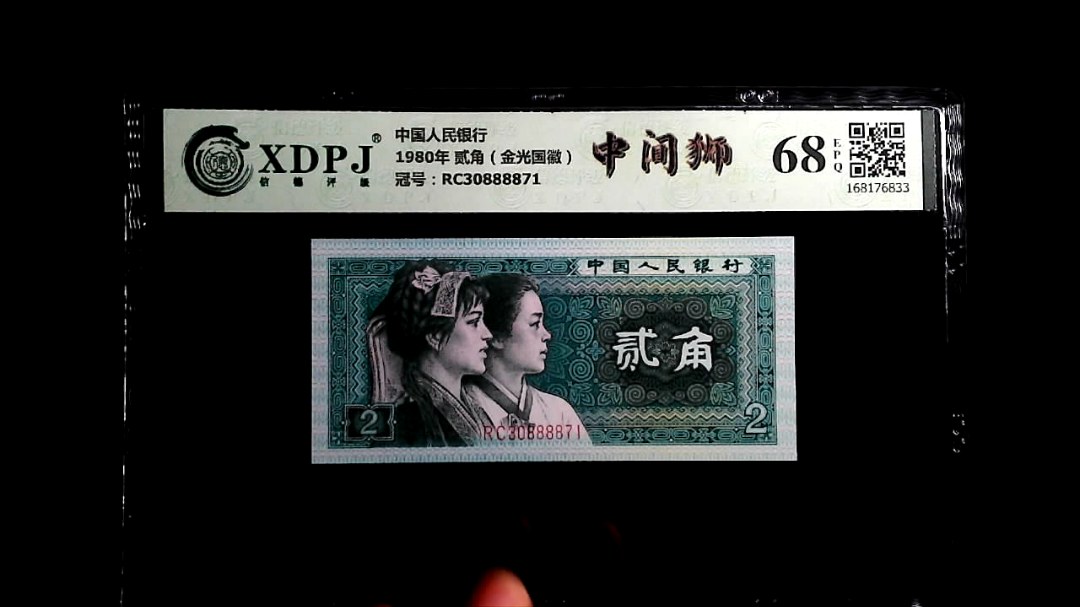 XDPJ®
信德评级
中国人民银行
1980年 贰角（金光国徽）
冠号：RC30888871
中间狮
68
EPQ
168176833
中国人民银行
贰角
2
2
RC30888871